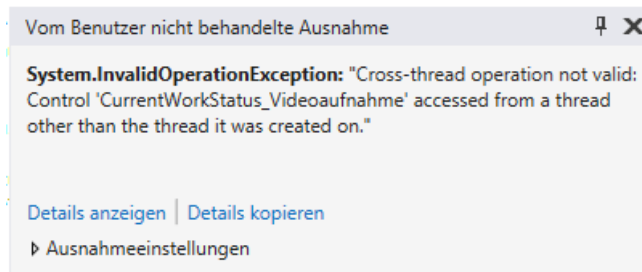 Vom Benutzer nicht behandelte Ausnahme
System.InvalidOperationException: "Cross-thread operation not valid:
Control 'CurrentWorkStatus_Videoaufnahme' accessed from a thread
other than the thread it was created on."
Details anzeigen | Details kopieren
Ausnahmeeinstellungen